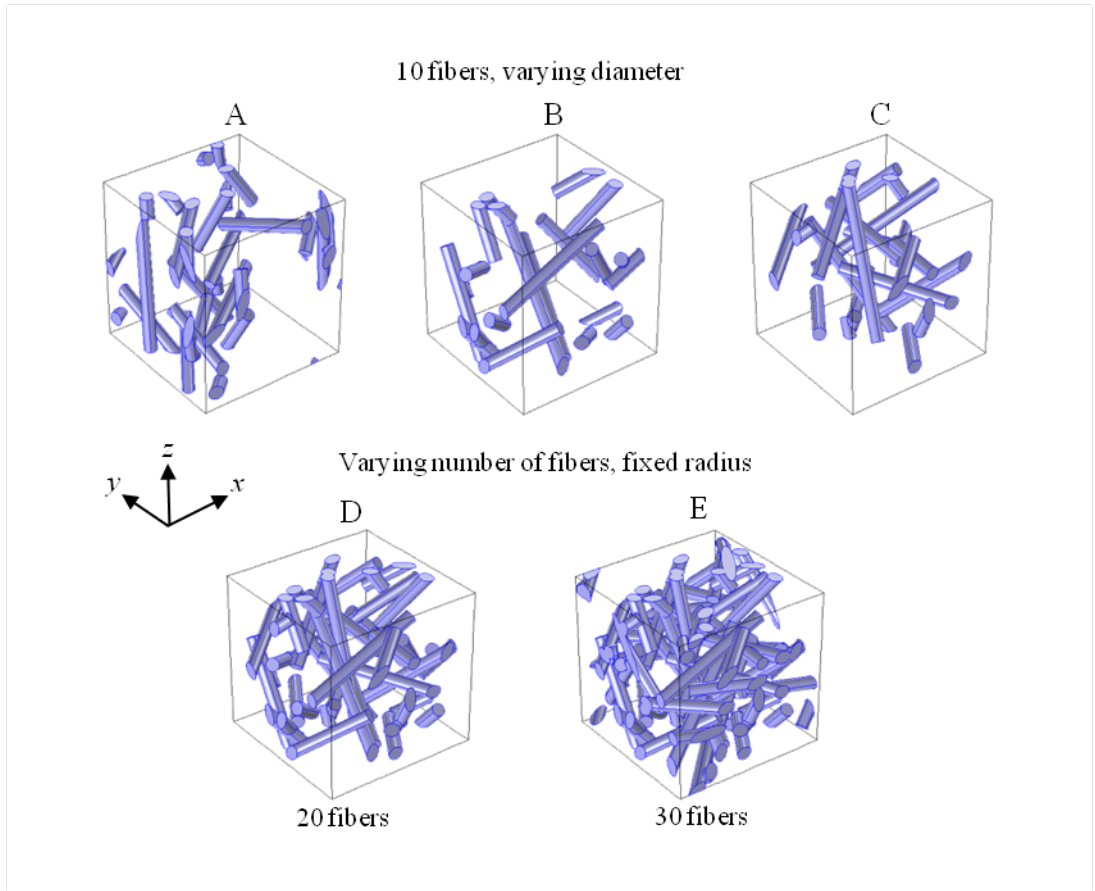 10 fibers, varying diameter
A B C
z
y x
Varying number of fibers, fixed radius
D E
20 fibers 30 fibers